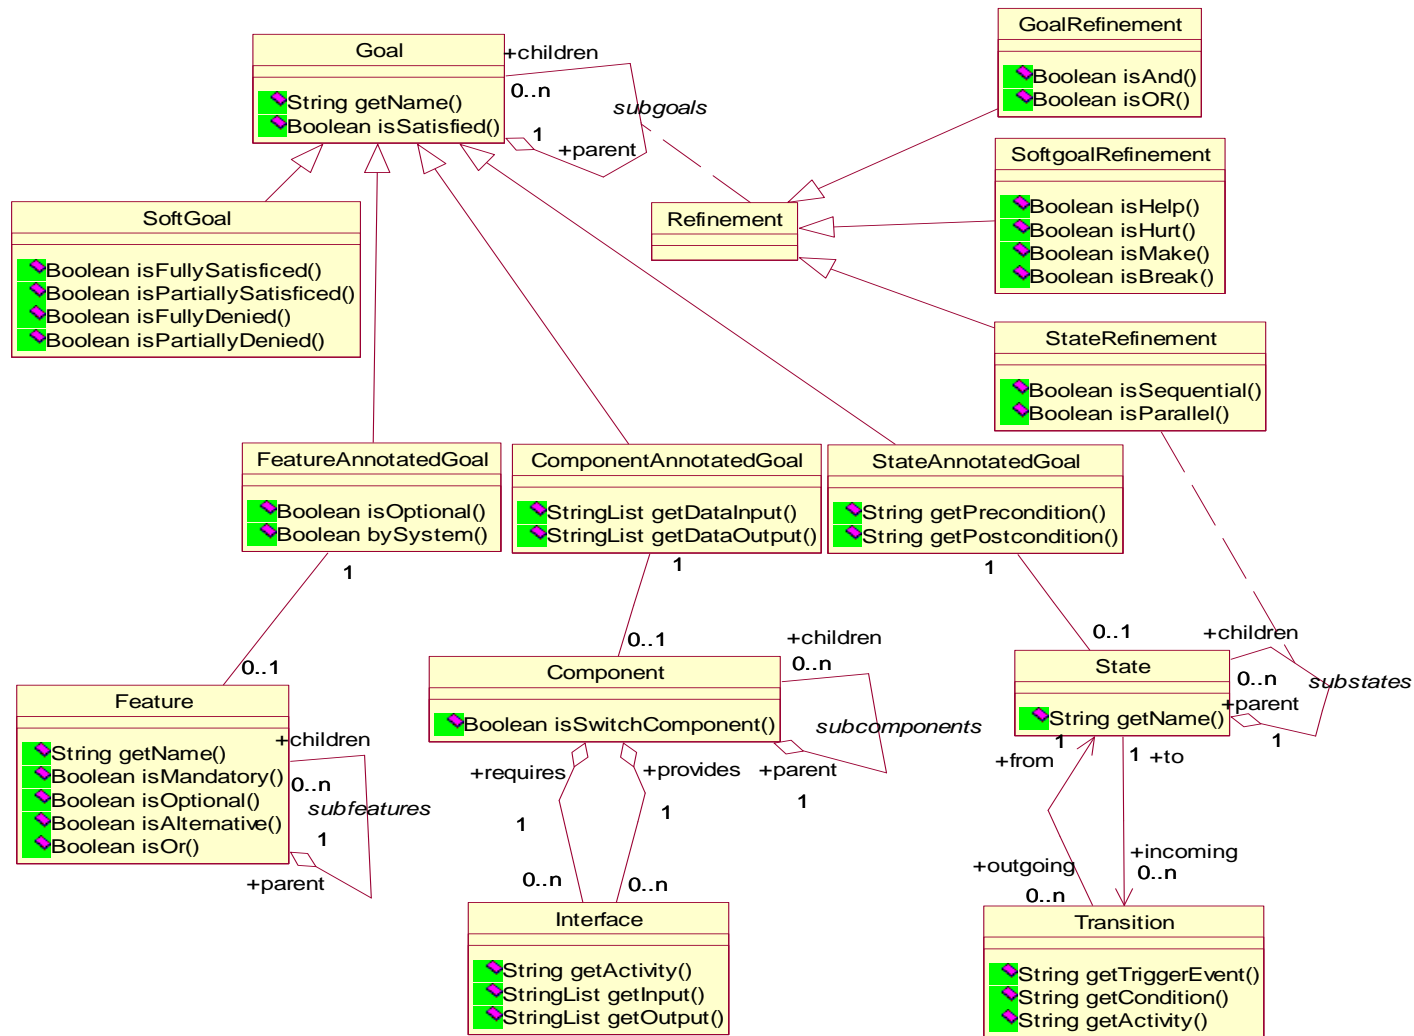 Goal
String getName()
Boolean isSatisfied()
+children
0..n
subgoals
1
+parent
GoalRefinement
Boolean isAnd()
Boolean isOR()
SoftgoalRefinement
Boolean isHelp()
Boolean isHurt()
Boolean isMake()
Boolean isBreak()
Refinement
SoftGoal
Boolean isFullySatisficed()
Boolean isPartiallySatisficed()
Boolean isFullyDenied()
Boolean isPartiallyDenied()
StateRefinement
Boolean isSequential()
Boolean isParallel()
FeatureAnnotatedGoal
Boolean isOptional()
Boolean bySystem()
ComponentAnnotatedGoal
StringList getDataInput()
StringList getDataOutput()
StateAnnotatedGoal
String getPrecondition()
String getPostcondition()
1
1
1
0..1
0..1
0..1
Feature
String getName()
Boolean isMandatory()
Boolean isOptional()
Boolean isAlternative()
Boolean isOr()
+children
0..n
subfeatures
1
+parent
Component
Boolean isSwitchComponent()
+children
0..n
subcomponents
+parent
1
+requires
+provides
1
1
0..n
0..n
Interface
String getActivity()
StringList getInput()
StringList getOutput()
State
String getName()
+children
0..n
substates
+parent
1
1
+from
1
+to
+outgoing
0..n
+incoming
0..n
Transition
String getTriggerEvent()
String getCondition()
String getActivity()